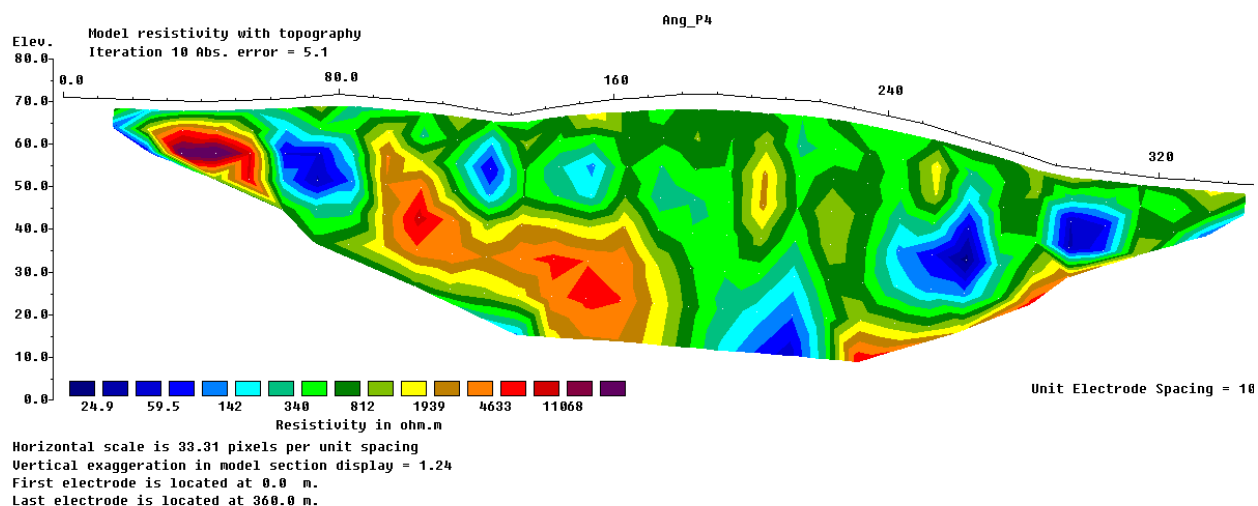 Ang_P4
Model resistivity with topography
Elev.
Iteration 10 Abs. error = 5.1
80.0
0.0
80.0
160
240
320
70.0
60.0
50.0
40.0
30.0
20.0
10.0
0.0
24.9 59.5 142 340 812 1939 4633 11068
Resistivity in ohm.m
Unit Electrode Spacing = 10
Horizontal scale is 33.31 pixels per unit spacing
Vertical exaggeration in model section display = 1.24
First electrode is located at 0.0 m.
Last electrode is located at 360.0 m.